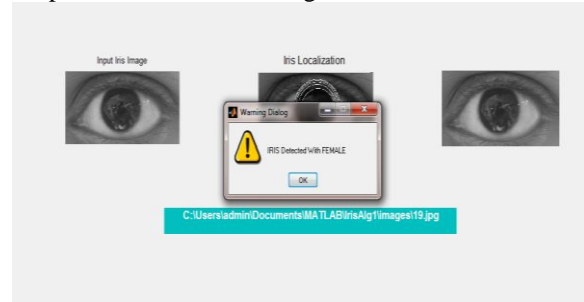 Input Iris Image
Iris Localization
Warning Dialog
IRIS Detected With FEMALE
OK
C:\Users\admin\Documents\MATLAB\IrisAlg1\images\19.jpg